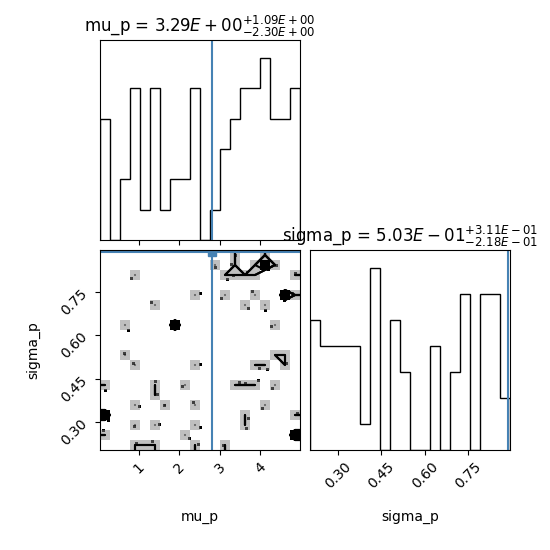 mu_p = 3.29E + 00+1.09E+00−2.30E+00
sigma_p = 5.03E − 01+3.11E−01−2.18E−01
sigma_p
0.75
0.60
0.45
0.30
1
2
3
4
mu_p
0.30
0.45
0.60
0.75
sigma_p